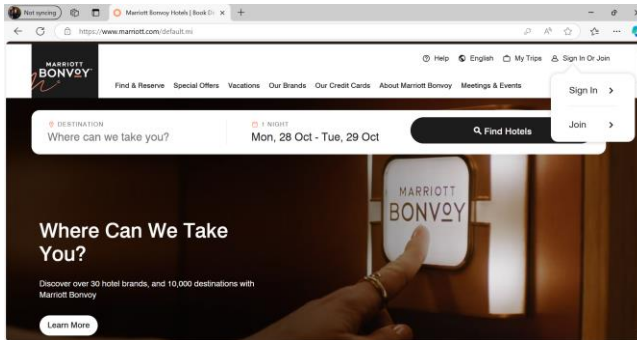 Not syncing
Marriott Bonvoy Hotels | Book Di
https://www.marriott.com/default.mi
MARRIOTT
BONVOY
Help English My Trips Sign In Or Join
Find & Reserve Special Offers Vacations Our Brands Our Credit Cards About Marriott Bonvoy Meetings & Events
Sign In
Join
DESTINATION
Where can we take you?
1 NIGHT
Mon, 28 Oct - Tue, 29 Oct
Find Hotels
MARRIOTT
BONVOY
Where Can We Take
You?
Discover over 30 hotel brands, and 10,000 destinations with
Marriott Bonvoy
Learn More